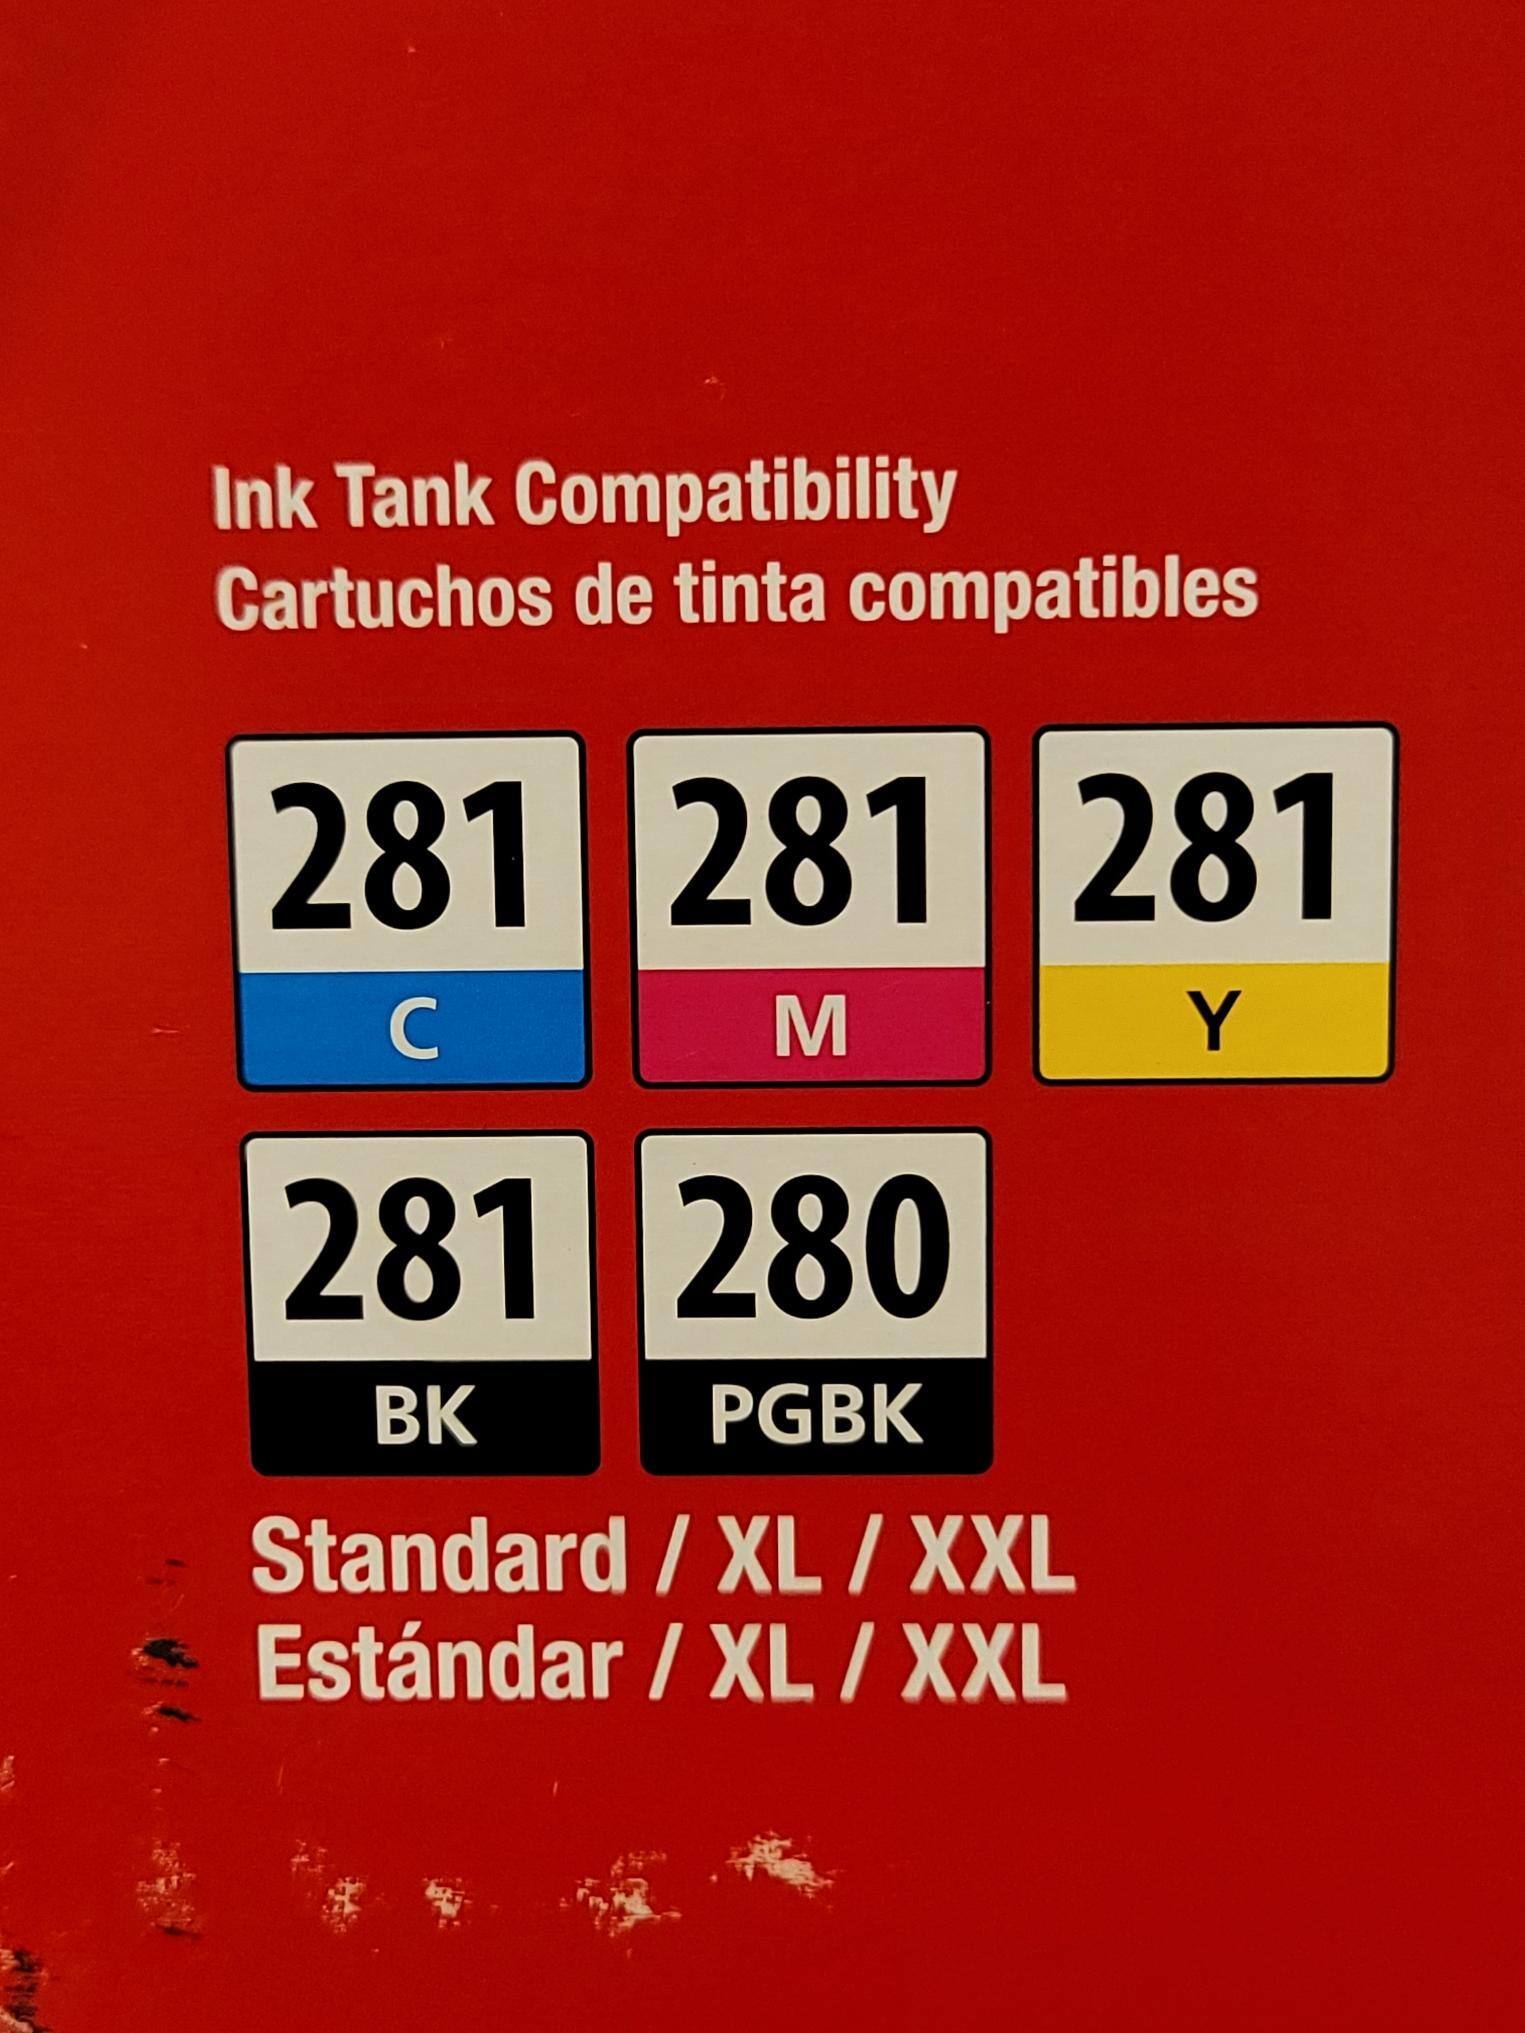 Ink Tank Compatibility
Cartuchos de tinta compatibles
281 281 281
C M Y
281 280
BK PGBK
Standard / XL / XXL
Estándar / XL / XXL